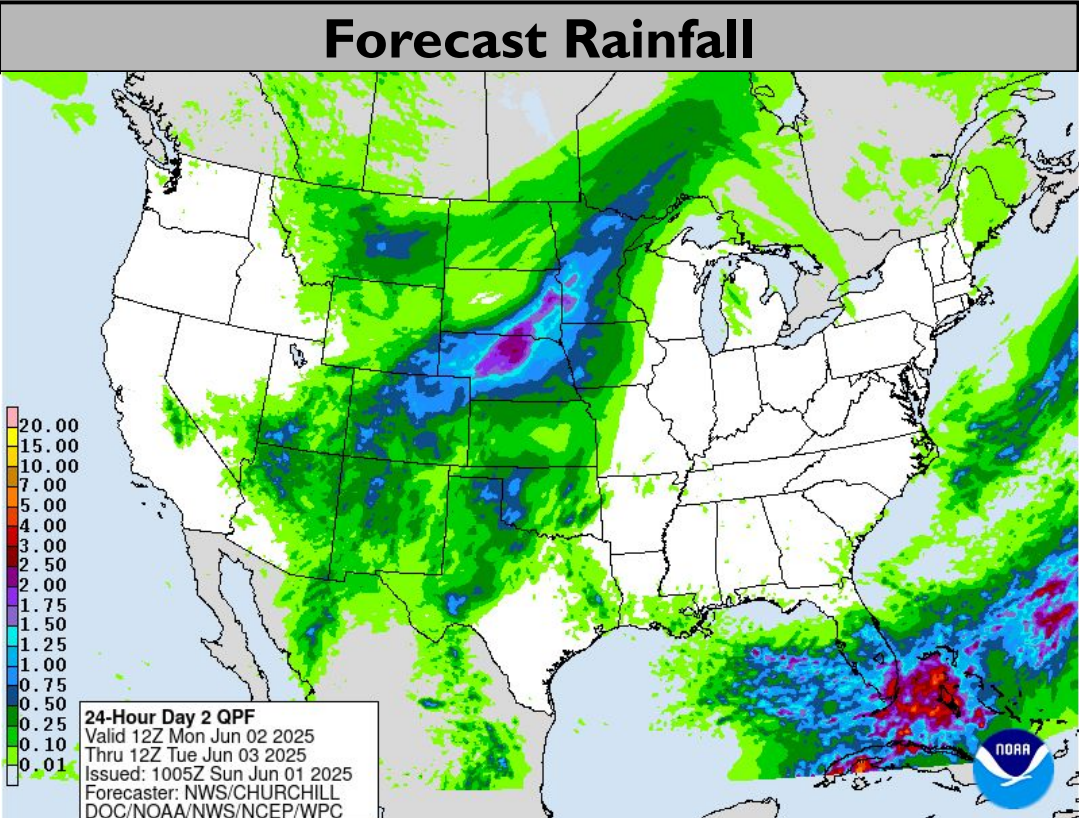 Forecast Rainfall
20.00
15.00
10.00
7.00
5.00
4.00
3.00
2.50
2.00
1.75
1.50
1.25
1.00
0.75
0.50
0.25
0.10
0.01
24-Hour Day 2 QPF
Valid 12Z Mon Jun 02 2025
Thru 12Z Tue Jun 03 2025
Issued: 1005Z Sun Jun 01 2025
Forecaster: NWS/CHURCHILL
DOC/NOAA/NWS/NCEP/WPC
NOAA